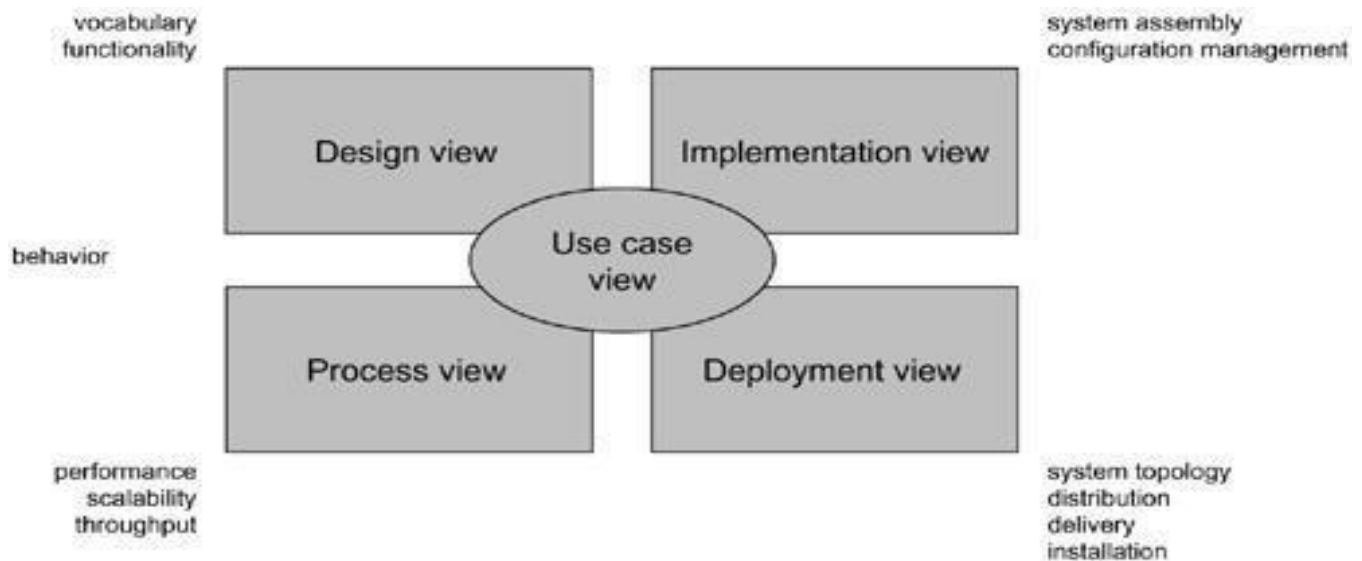 vocabulary
functionality
system assembly
configuration management
Design view
Implementation view
Use case
view
behavior
Process view
Deployment view
performance
scalability
throughput
system topology
distribution
delivery
installation